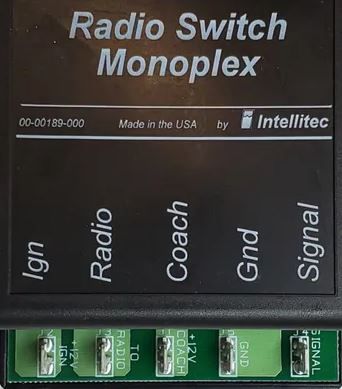 Radio Switch
Monoplex
00-00189-000 Made in the USA by Intellitec
Ign
Radio
Coach
Gnd
Signal
+12V
IGN
TO
RADIO
+12V
COACH
GND
SIGNAL